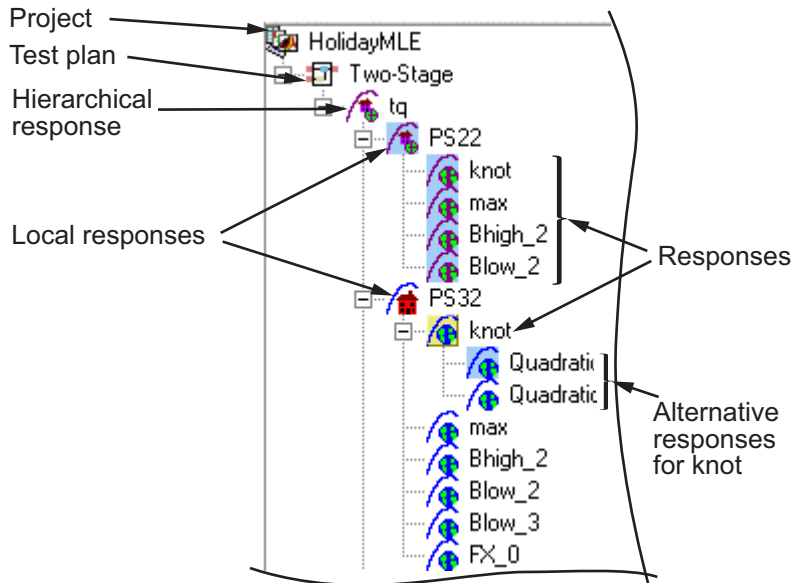 Project
HolidayMLE
Test plan
Two-Stage
Hierarchical
response
tq
PS22
knot
max
Bhigh_2
Blow_2
Local responses
Responses
PS32
knot
Quadratic
Quadratic
Alternative
responses
for knot
max
Bhigh_2
Blow_2
Blow_3
FX_0